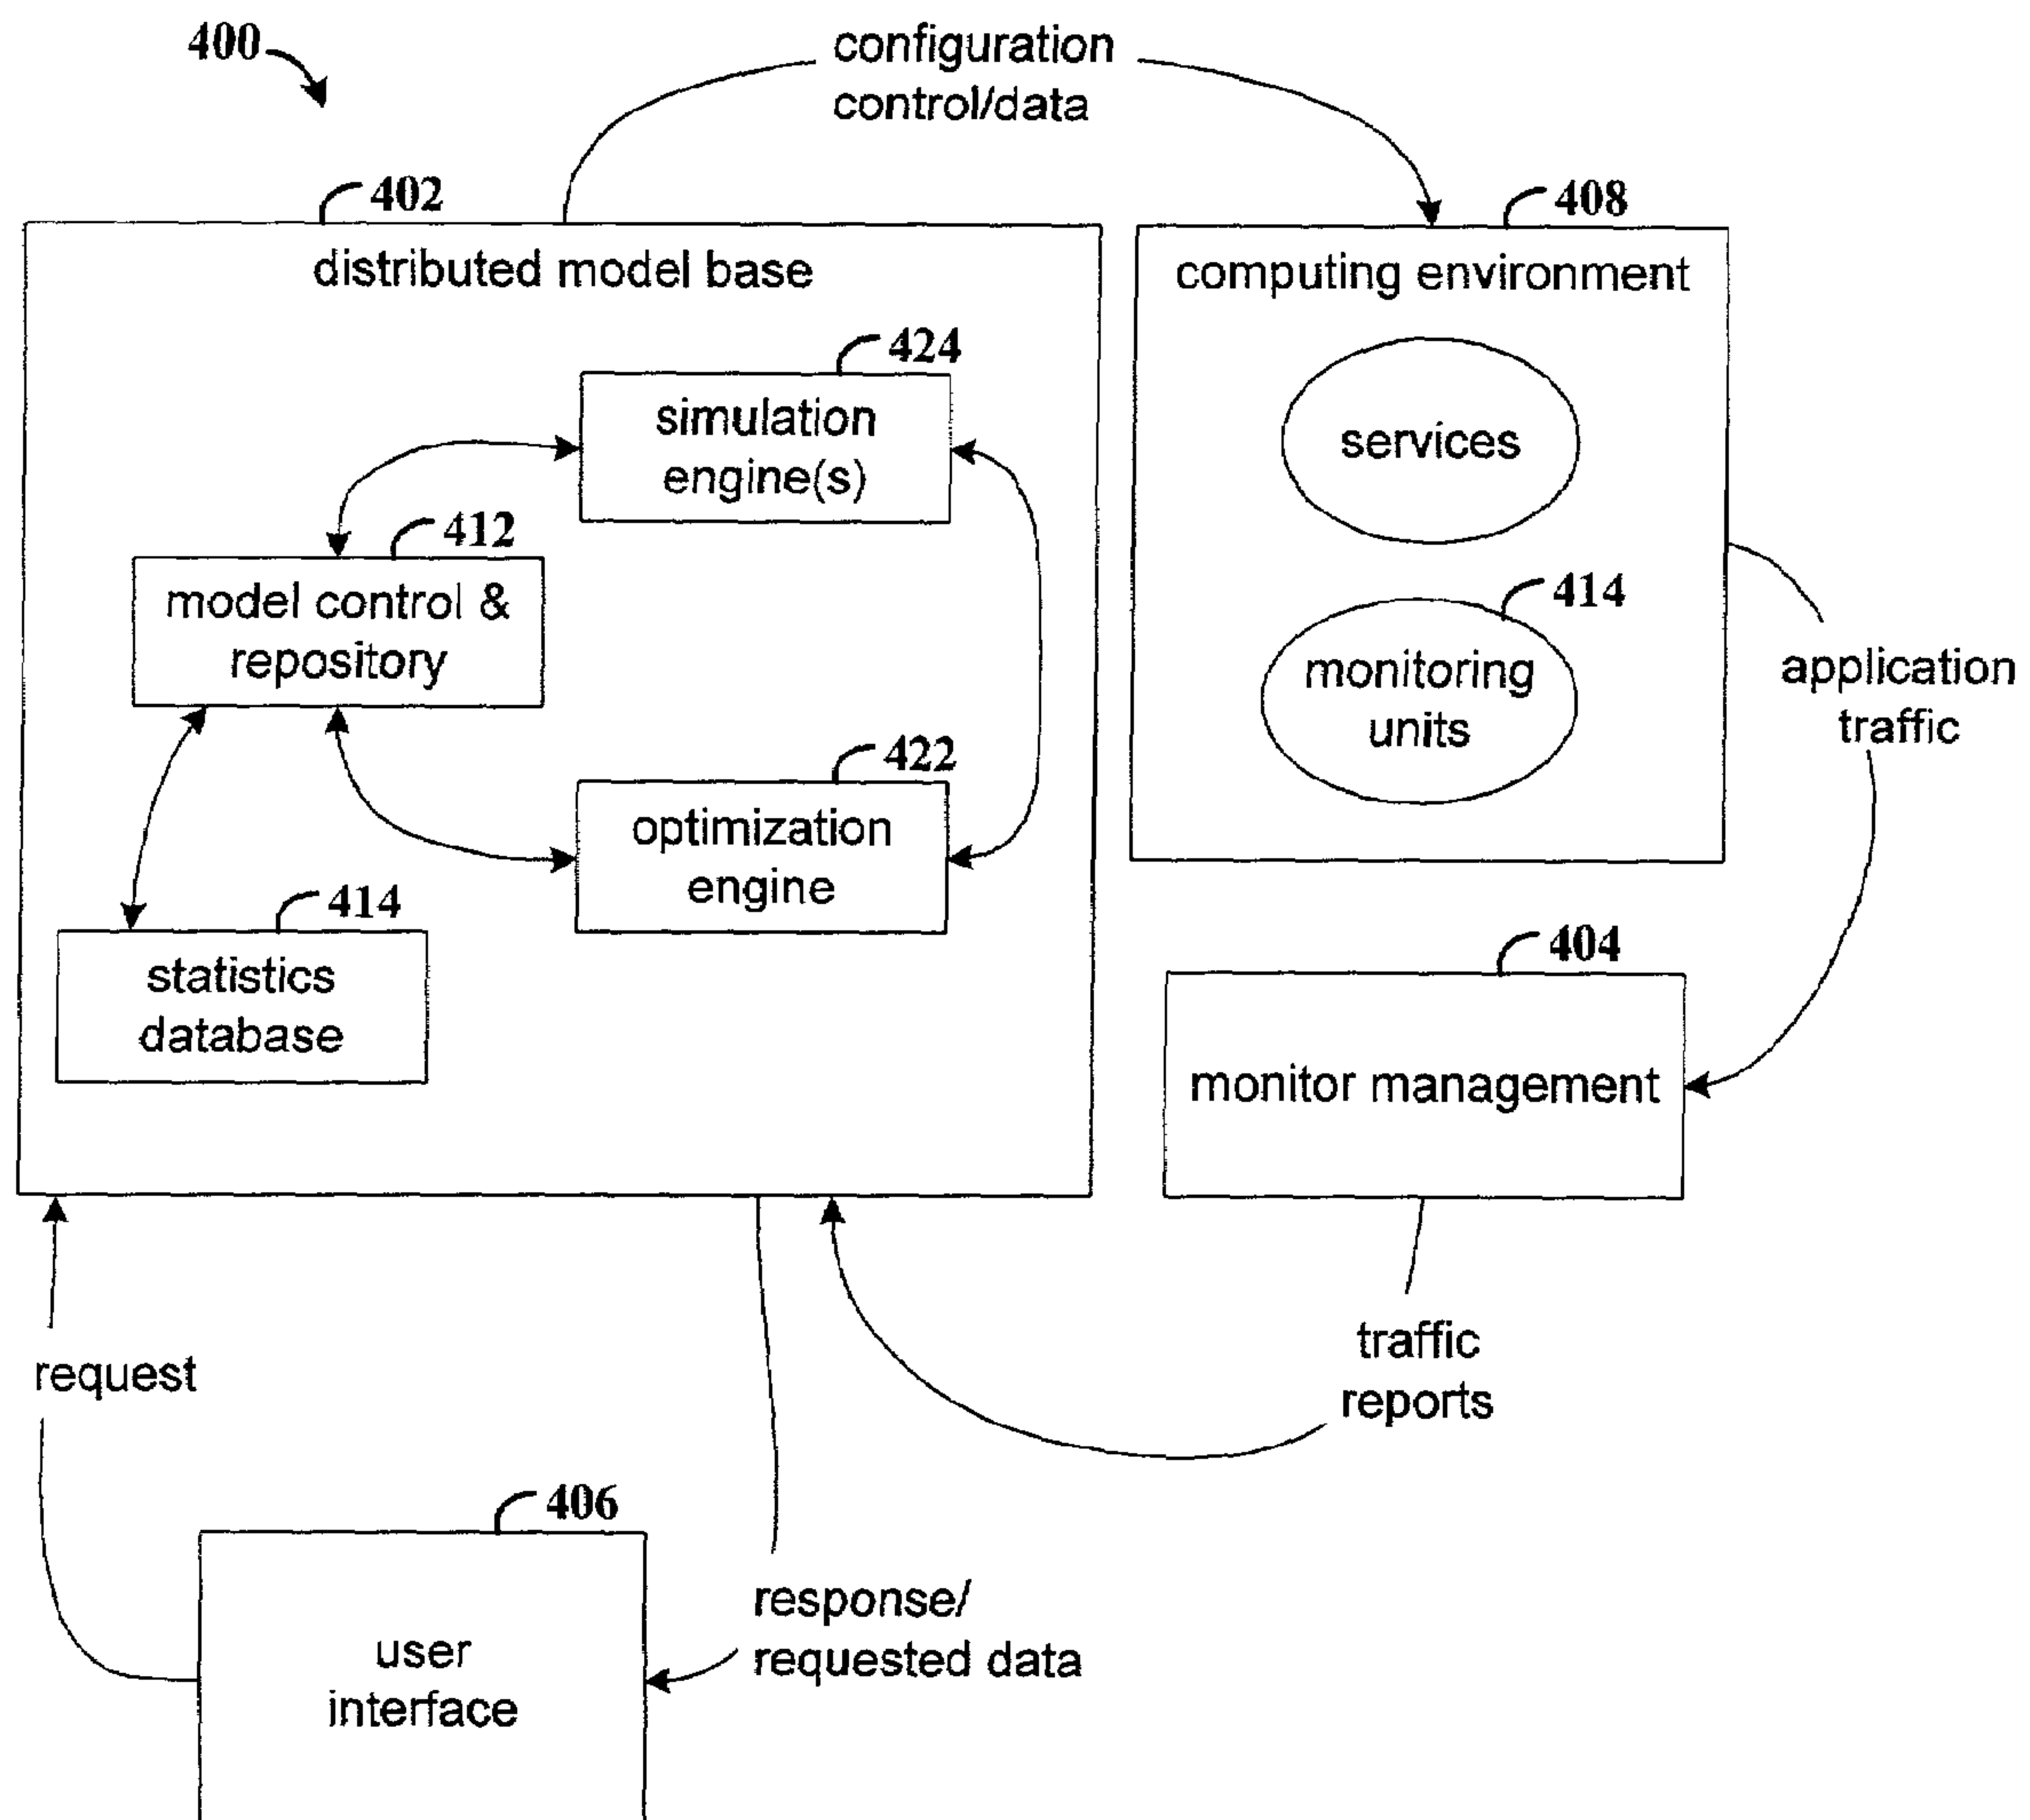 400
configuration
control/data
402
distributed model base
424
simulation
engine(s)
412
model control &
repository
422
optimization
engine
414
statistics
database
408
computing environment
services
414
monitoring
units
application
traffic
404
monitor management
traffic
reports
request
response/
requested data
406
user
interface